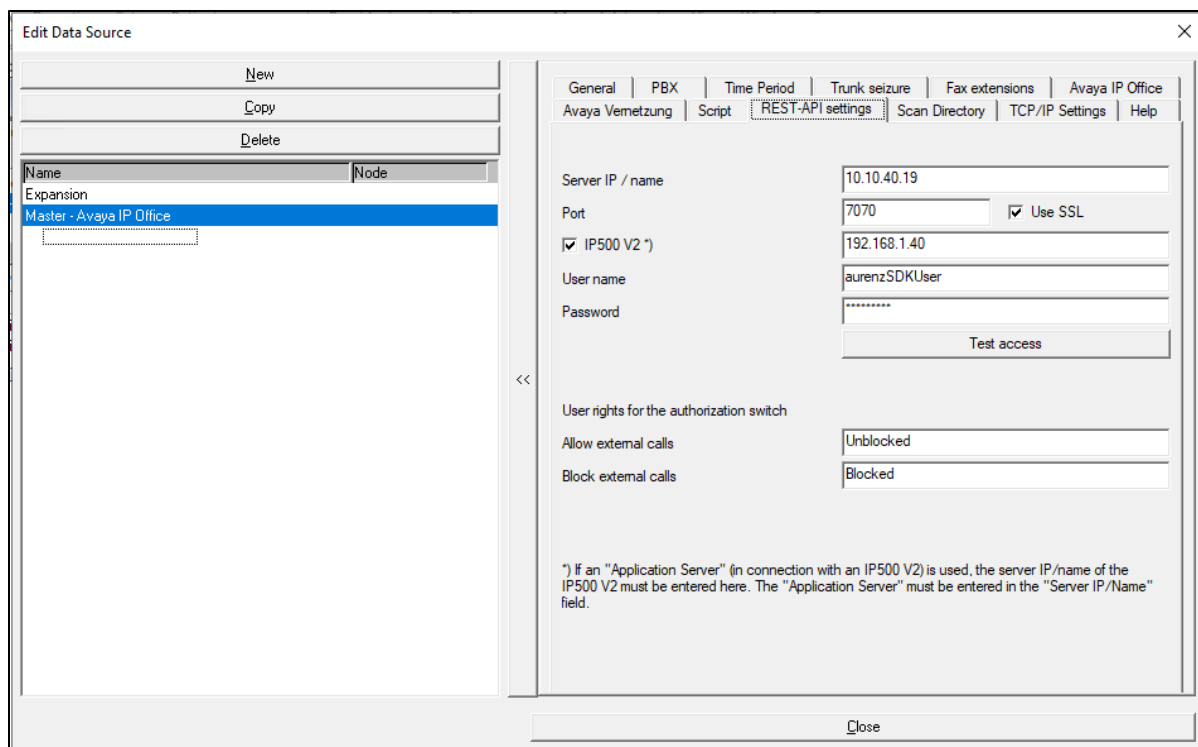 Edit Data Source
New
Copy
Delete
Name Node
Expansion
Master - Avaya IP Office
<<
General PBX Time Period Trunk seizure Fax extensions Avaya IP Office
Avaya Vernetzung Script REST-API settings Scan Directory TCP/IP Settings Help
Server IP / name 10.10.40.19
Port 7070 Use SSL
IP500 V2 *) 192.168.1.40
User name aurenzSDKUser
Password *********
Test access
User rights for the authorization switch
Allow external calls Unblocked
Block external calls Blocked
*) If an "Application Server" (in connection with an IP500 V2) is used, the server IP/name of the
IP500 V2 must be entered here. The "Application Server" must be entered in the "Server IP/Name"
field.
Close